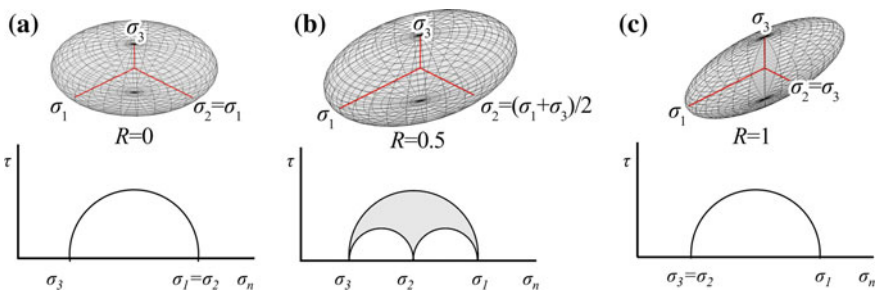 (a)
σ3
σ1
σ2=σ1
R=0
τ
σ3
σ1=σ2
σn
(b)
σ3
σ1
σ2=(σ1+σ3)/2
R=0.5
τ
σ3
σ2
σ1
σn
(c)
σ3
σ2=σ3
σ1
R=1
τ
σ3=σ2
σ1
σn